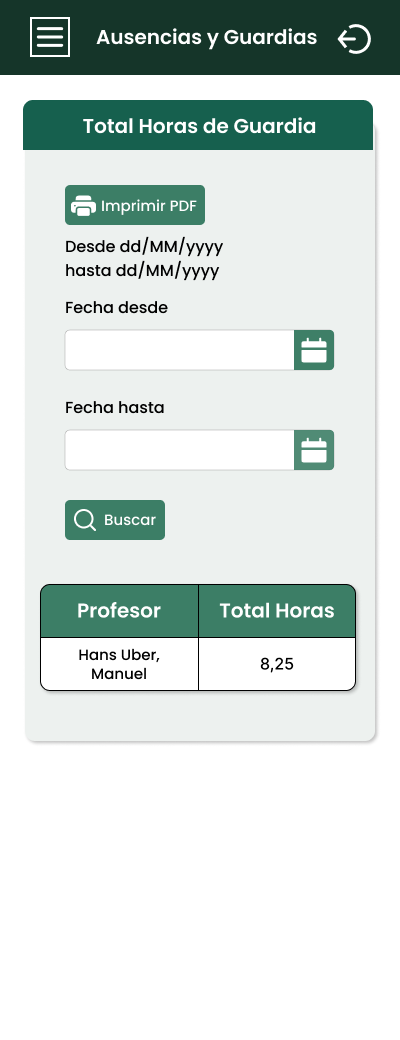 Ausencias y Guardias
Total Horas de Guardia
Imprimir PDF
Desde dd/MM/yyyy
hasta dd/MM/yyyy
Fecha desde
Fecha hasta
Buscar
Profesor Total Horas
Hans Uber,
Manuel
8,25